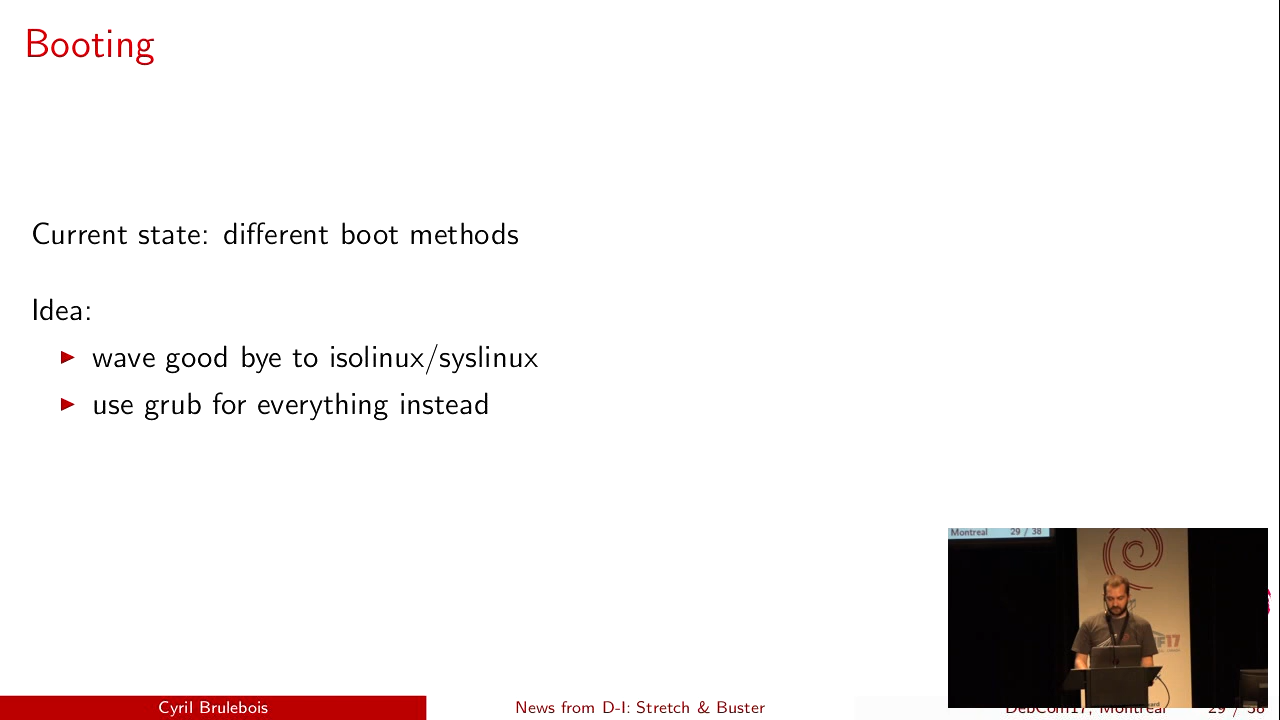 Booting
Current state: different boot methods
Idea:
wave good bye to isolinux/syslinux
use grub for everything instead
Montreal 29 / 38
F17
Cyril Brulebois
News from D-I: Stretch & Buster
DebConf17, Montreal
29 / 38